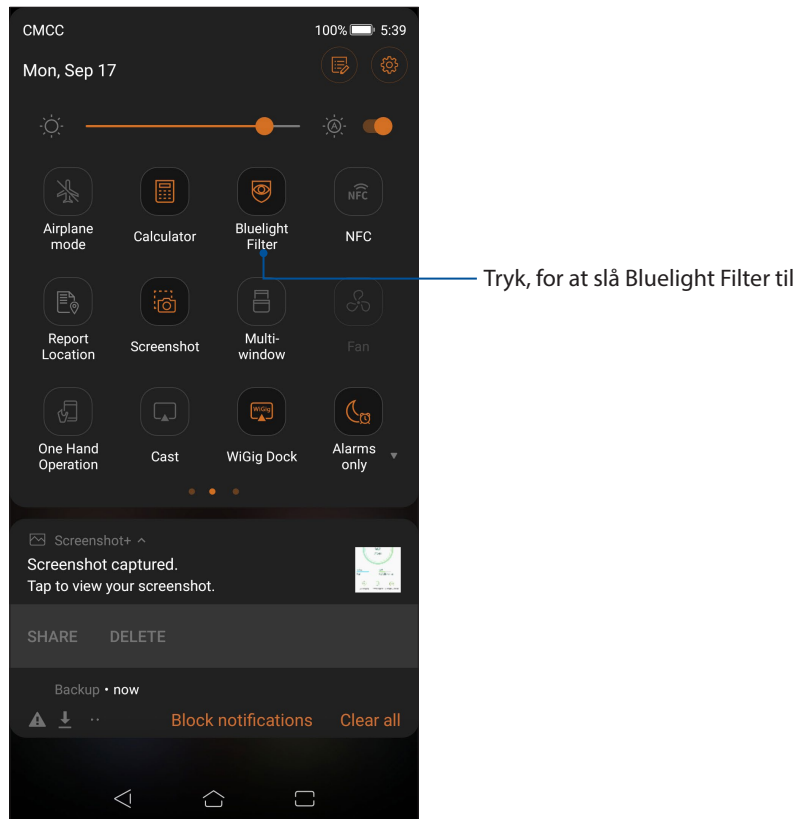 CMCC
100% 5:39
Mon, Sep 17
A
NFC
Airplane
mode
Calculator
Bluelight
Filter
NFC
Tryk, for at slå Bluelight Filter til
Report
Location
Screenshot
Multi-
window
Fan
WiGig
One Hand
Operation
Cast
WiGig Dock
Alarms
only
Screenshot+
Screenshot captured.
Tap to view your screenshot.
SHARE DELETE
Backup • now
Block notifications Clear all